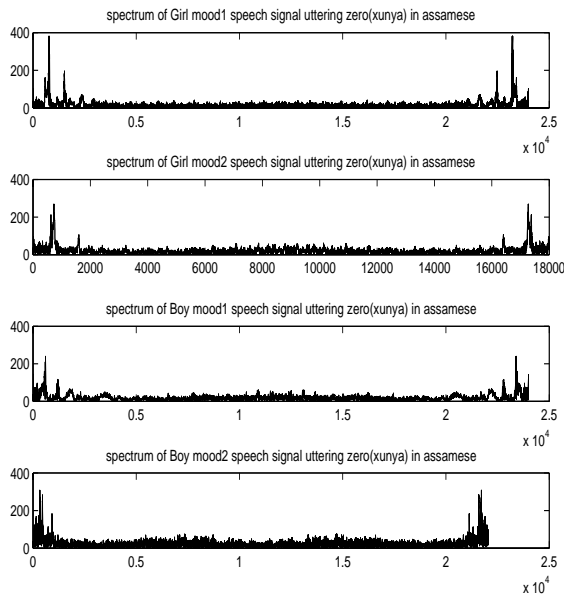 spectrum of Girl mood1 speech signal uttering zero(xunya) in assamese
400
200
0
0 0.5 1 1.5 2 2.5
x 10^4
spectrum of Girl mood2 speech signal uttering zero(xunya) in assamese
400
200
0
0 2000 4000 6000 8000 10000 12000 14000 16000 18000
spectrum of Boy mood1 speech signal uttering zero(xunya) in assamese
400
200
0
0 0.5 1 1.5 2 2.5
x 10^4
spectrum of Boy mood2 speech signal uttering zero(xunya) in assamese
400
200
0
0 0.5 1 1.5 2 2.5
x 10^4